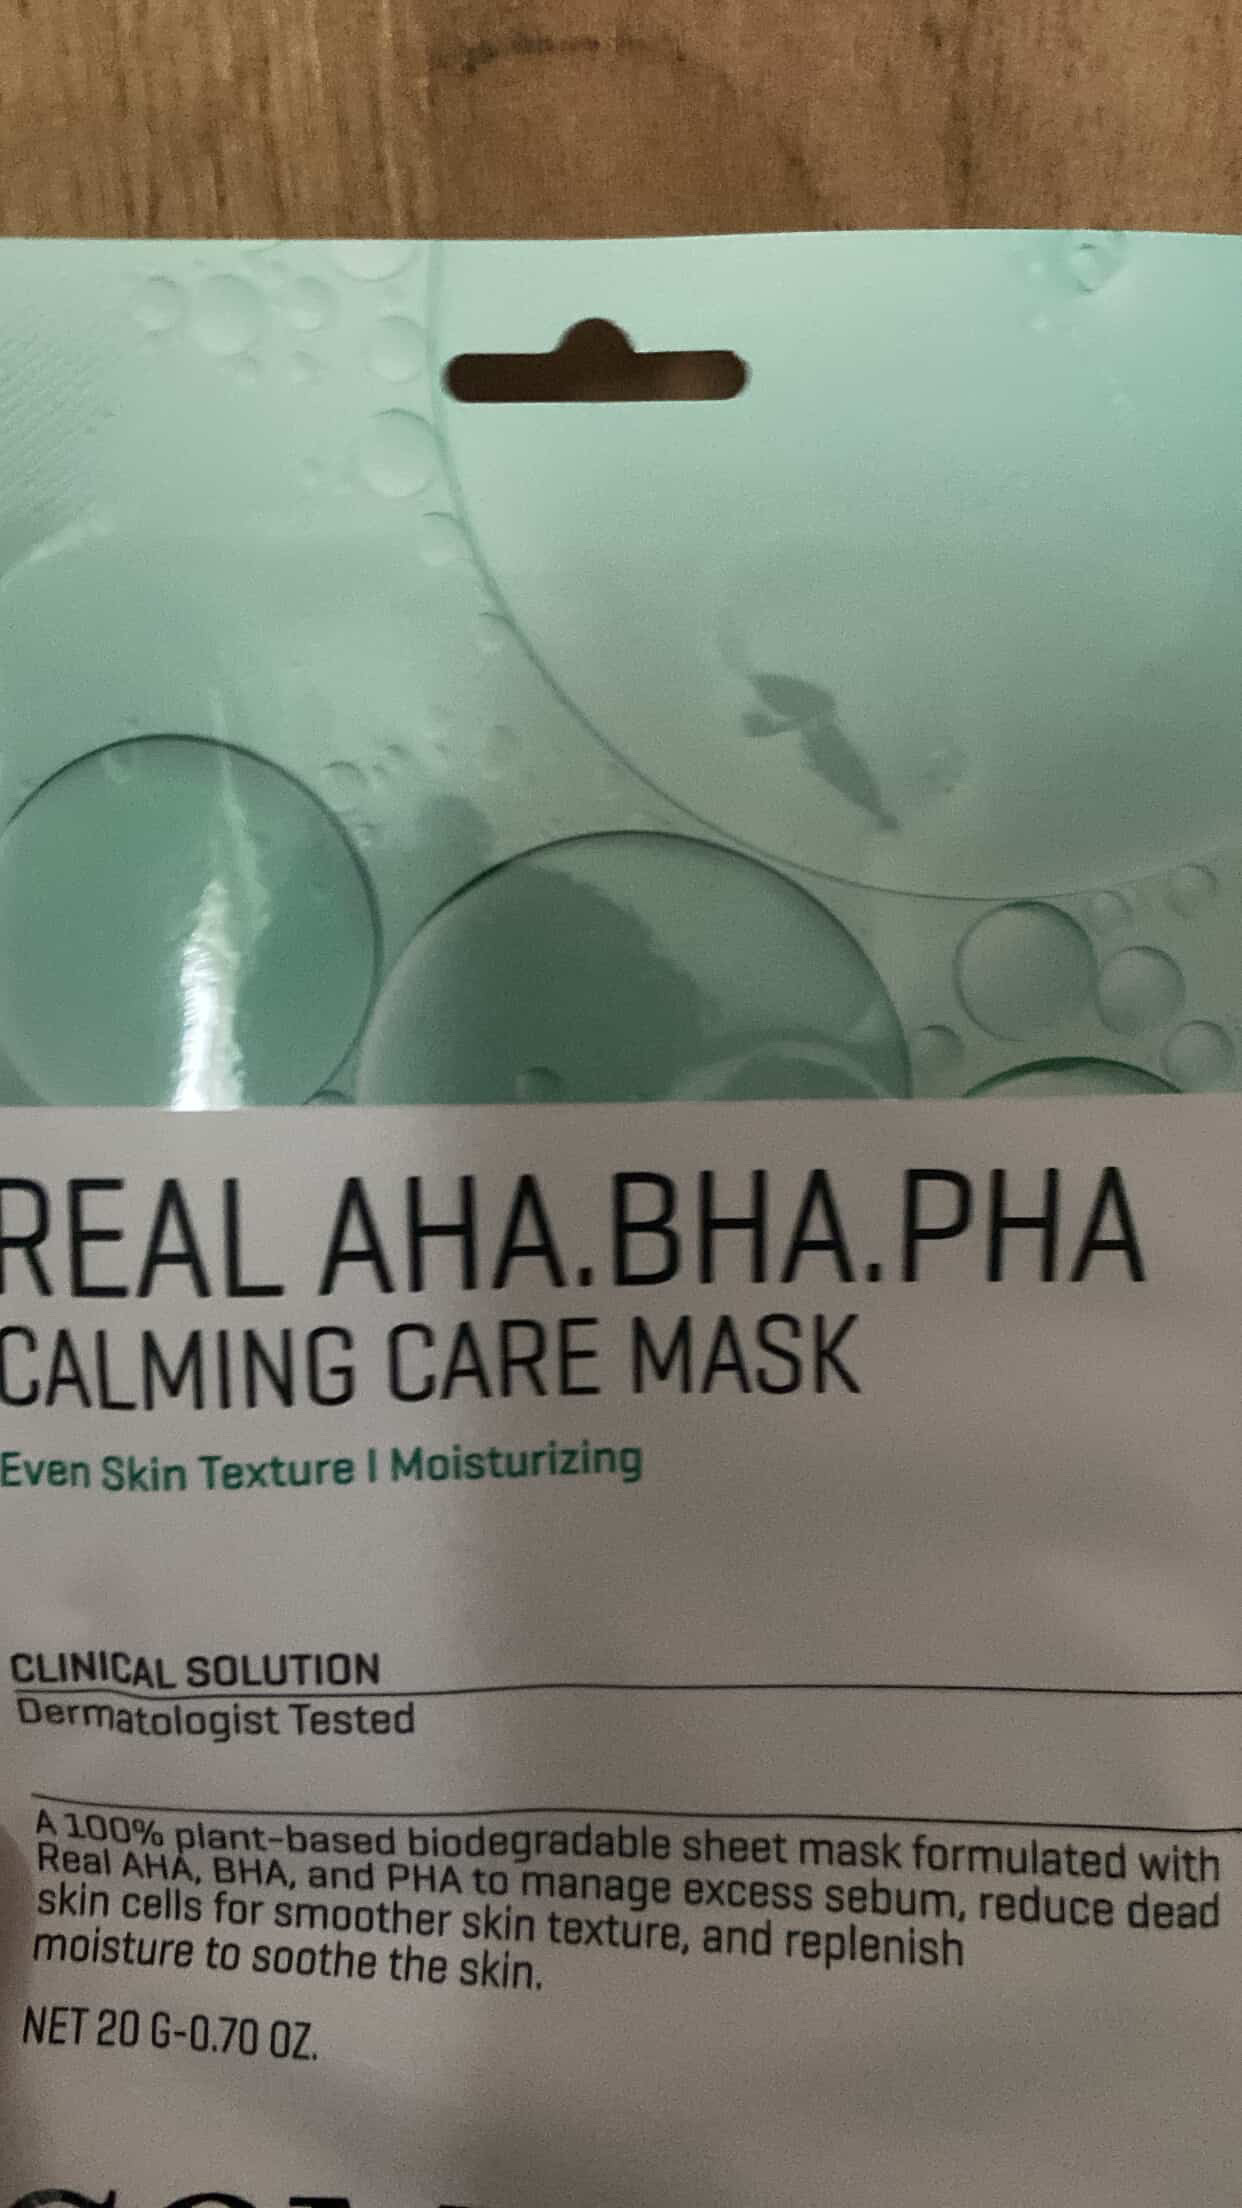 REAL AHA.BHA.PHA
CALMING CARE MASK
Even Skin Texture | Moisturizing
CLINICAL SOLUTION
Dermatologist Tested
A 100% plant-based biodegradable sheet mask formulated with
Real AHA, BHA, and PHA to manage excess sebum, reduce dead
skin cells for smoother skin texture, and replenish
moisture to soothe the skin.
NET 20 G-0.70 OZ.